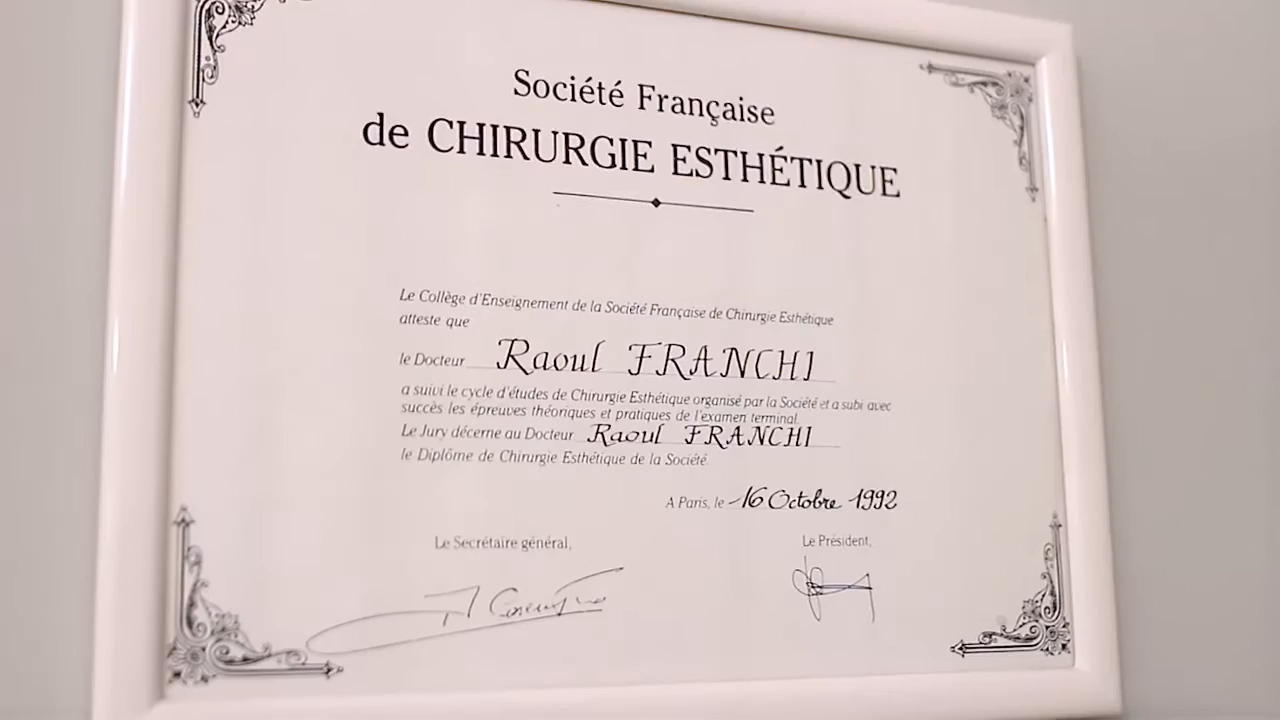 Société Française
de CHIRURGIE ESTHÉTIQUE
Le Collège d'Enseignement de la Société Française de Chirurgie Esthétique
atteste que
le Docteur Raoul FRANCHI
a suivi le cycle d'études de Chirurgie Esthétique organisé par la Société et a subi avec
succès les épreuves théoriques et pratiques de l'examen terminal.
Le Jury décerne au Docteur Raoul FRANCHI
le Diplôme de Chirurgie Esthétique de la Société.
A Paris, le 16 Octobre 1992
Le Secrétaire général,
Le Président,